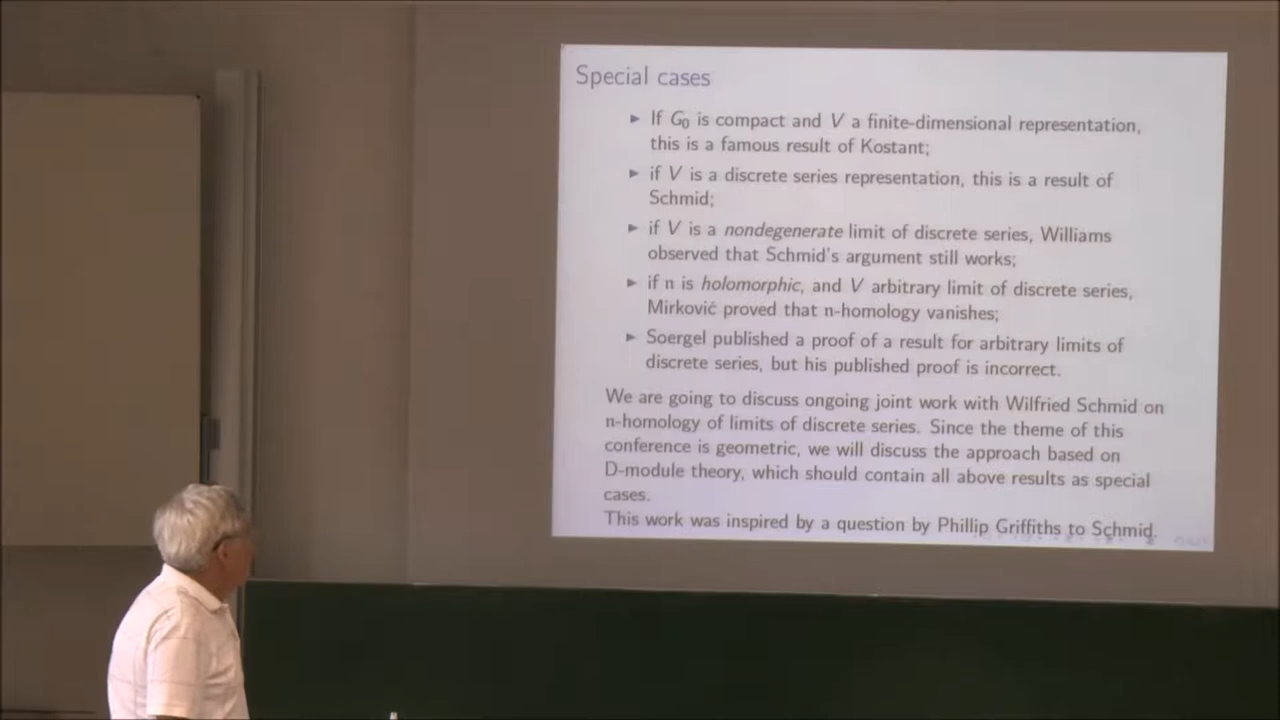 Special cases
► If G₀ is compact and V a finite-dimensional representation,
this is a famous result of Kostant;
► if V is a discrete series representation, this is a result of
Schmid;
► if V is a nondegenerate limit of discrete series, Williams
observed that Schmid's argument still works;
► if n is holomorphic, and V arbitrary limit of discrete series,
Mirković proved that n-homology vanishes;
► Soergel published a proof of a result for arbitrary limits of
discrete series, but his published proof is incorrect.
We are going to discuss ongoing joint work with Wilfried Schmid on
n-homology of limits of discrete series. Since the theme of this
conference is geometric, we will discuss the approach based on
D-module theory, which should contain all above results as special
cases.
This work was inspired by a question by Phillip Griffiths to Schmid.